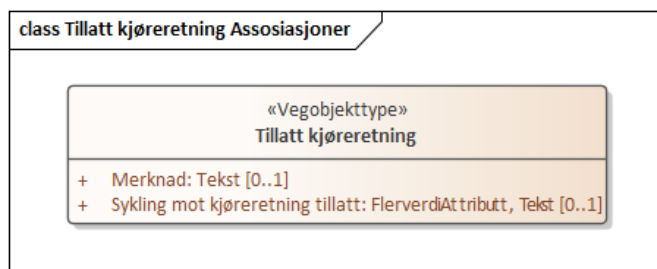 class Tillatt kjøreretning Assosiasjoner
«Vegobjekttype»
Tillatt kjøreretning
+ Merknad: Tekst [0..1]
+ Sykling mot kjøreretning tillatt: FlerverdiAttributt, Tekst [0..1]